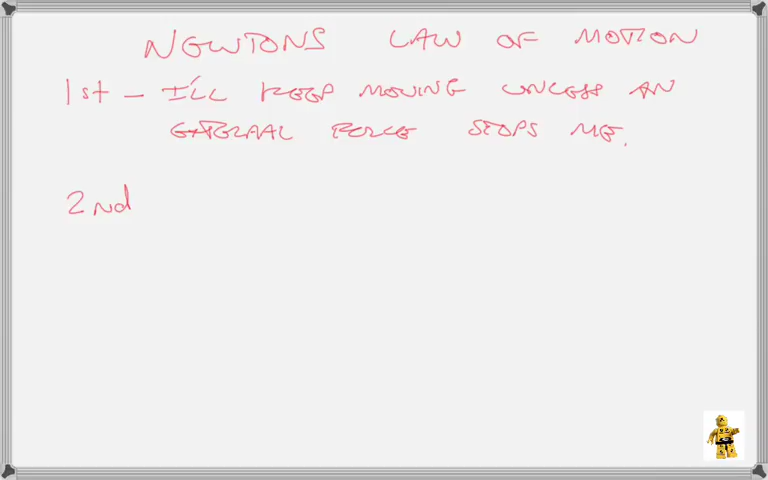 NEWTONS LAW OF MOTION
1st - I'LL KEEP MOVING UNLESS AN
EXTERNAL FORCE STOPS ME.
2nd